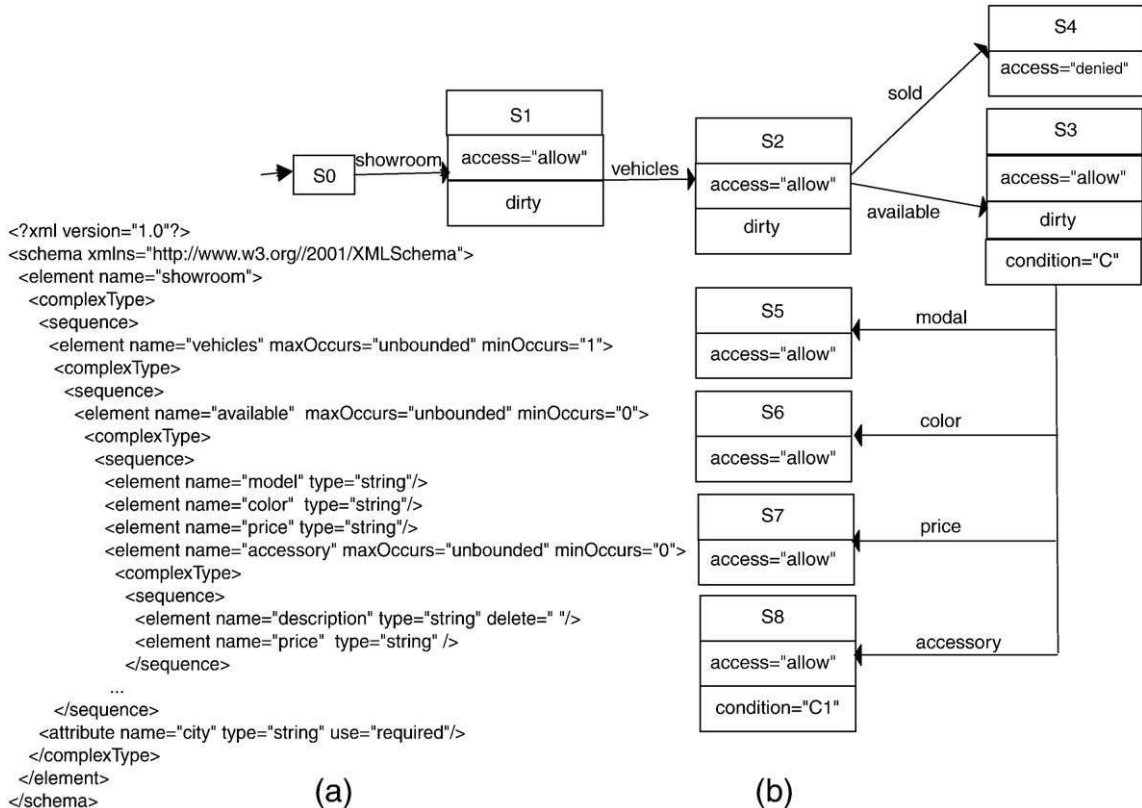 S4
access="denied"
sold
S1
S3
S2
access="allow"
showroom
vehicles
access="allow"
S0
access="allow"
available
dirty
dirty
dirty
condition="C"
<?xml version="1.0"?>
<schema xmlns="http://www.w3.org//2001/XMLSchema">
<element name="showroom">
<complexType>
<sequence>
<element name="vehicles" maxOccurs="unbounded" minOccurs="1">
<complexType>
<sequence>
<element name="available" maxOccurs="unbounded" minOccurs="0">
<complexType>
<sequence>
<element name="model" type="string"/>
<element name="color" type="string"/>
<element name="price" type="string"/>
<element name="accessory" maxOccurs="unbounded" minOccurs="0">
<complexType>
<sequence>
<element name="description" type="string" delete=" "/>
<element name="price" type="string" />
</sequence>
...
</sequence>
<attribute name="city" type="string" use="required"/>
</complexType>
</element>
</schema>
S5
modal
access="allow"
S6
color
access="allow"
S7
price
access="allow"
S8
accessory
access="allow"
condition="C1"
(a)
(b)